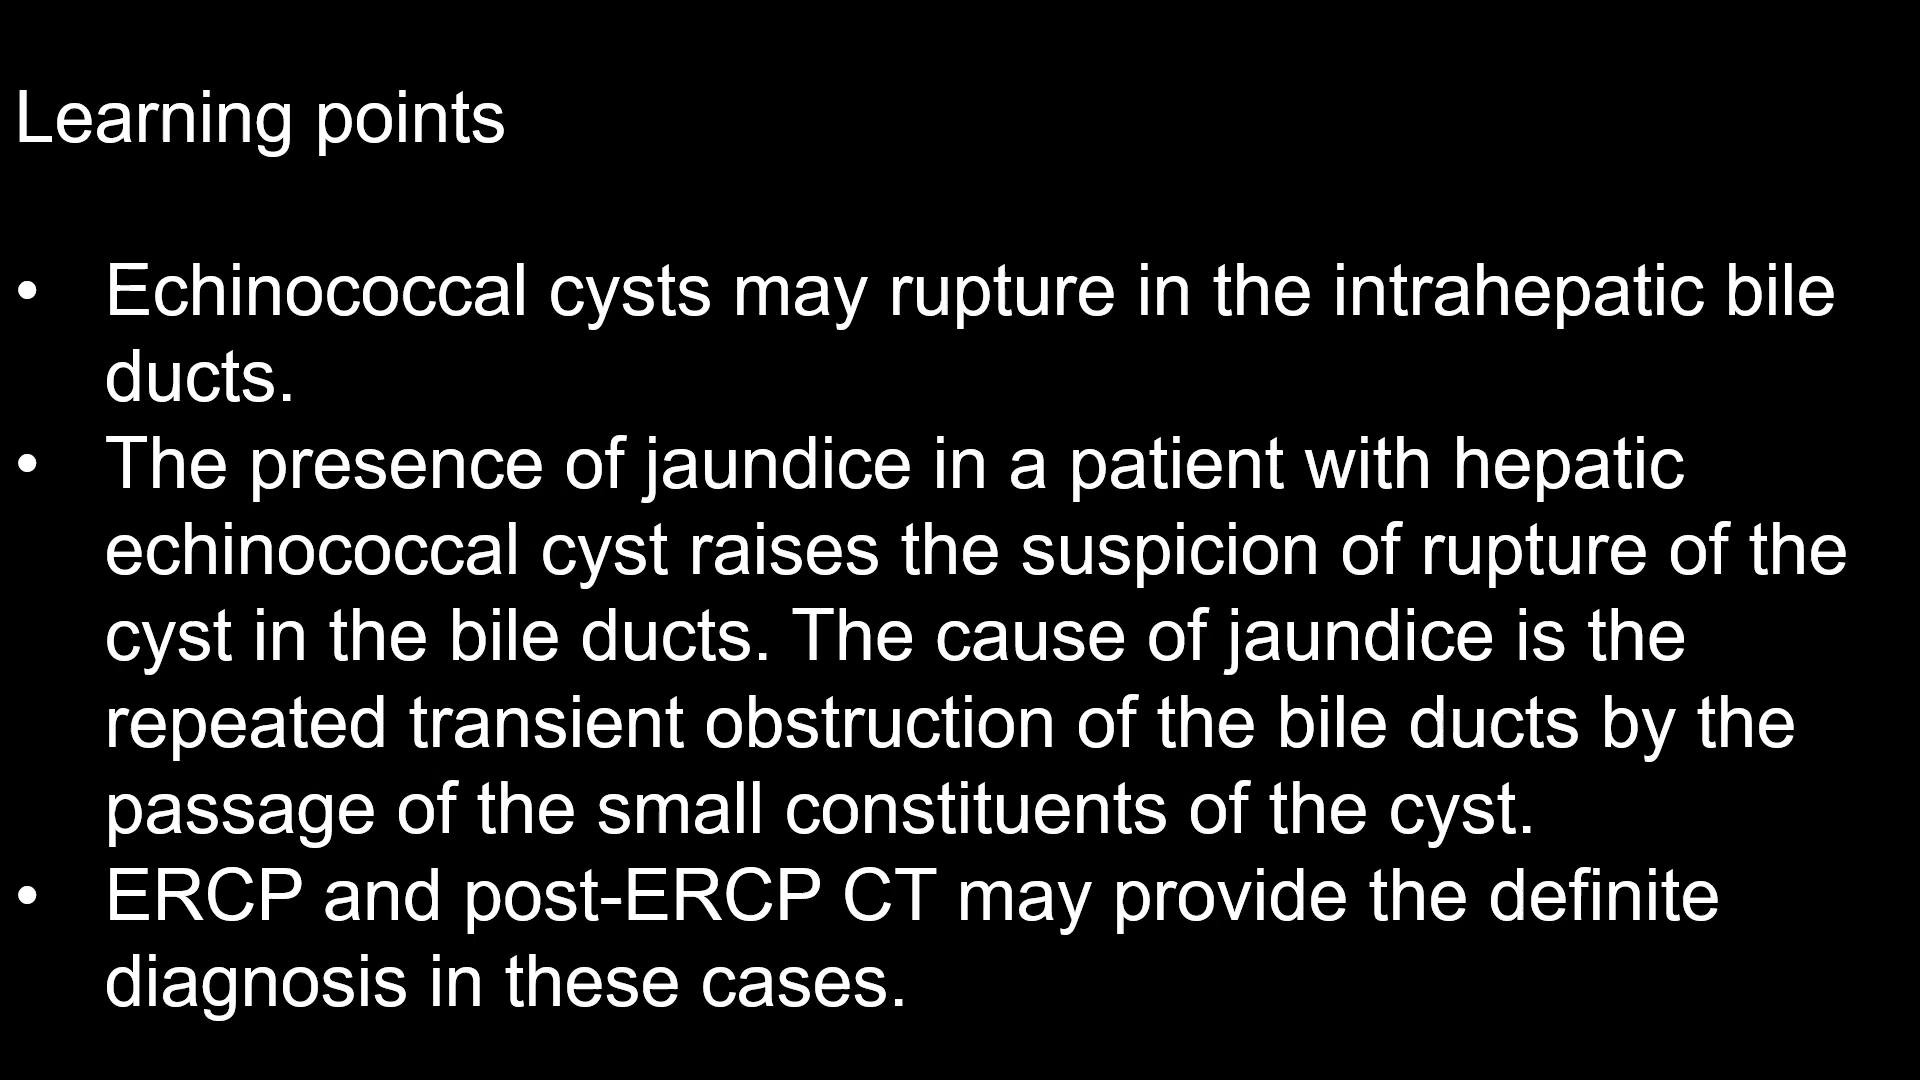 Learning points
• Echinococcal cysts may rupture in the intrahepatic bile
ducts.
• The presence of jaundice in a patient with hepatic
echinococcal cyst raises the suspicion of rupture of the
cyst in the bile ducts. The cause of jaundice is the
repeated transient obstruction of the bile ducts by the
passage of the small constituents of the cyst.
• ERCP and post-ERCP CT may provide the definite
diagnosis in these cases.